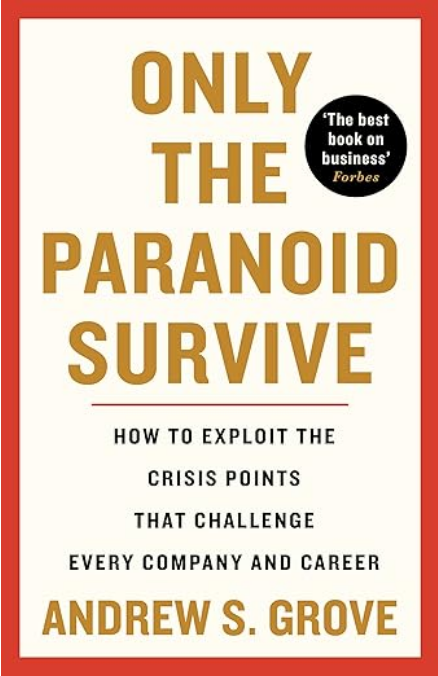 ONLY
THE
PARANOID
SURVIVE
‘The best
book on
business’
Forbes
HOW TO EXPLOIT THE
CRISIS POINTS
THAT CHALLENGE
EVERY COMPANY AND CAREER
ANDREW S. GROVE